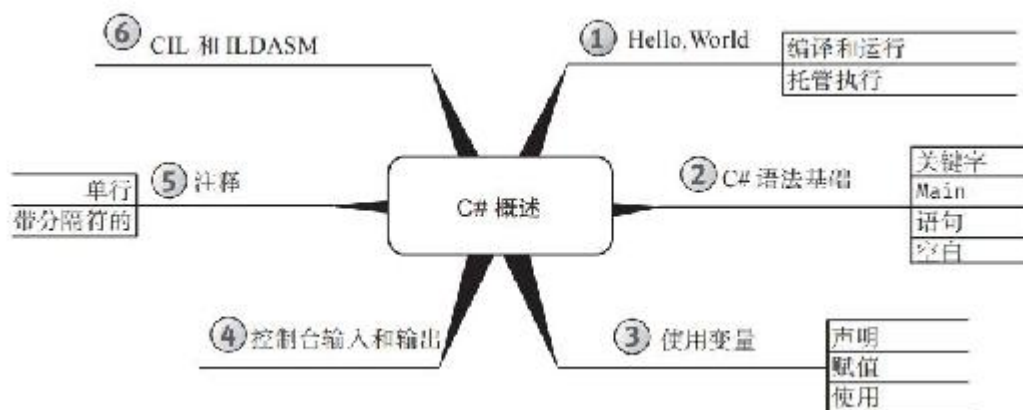 C# 概述
1 Hello,World
编译和运行
托管执行
2 C# 语法基础
关键字
Main
语句
空白
3 使用变量
声明
赋值
使用
4 控制台输入和输出
5 注释
单行
带分隔符的
6 CIL 和 ILDASM